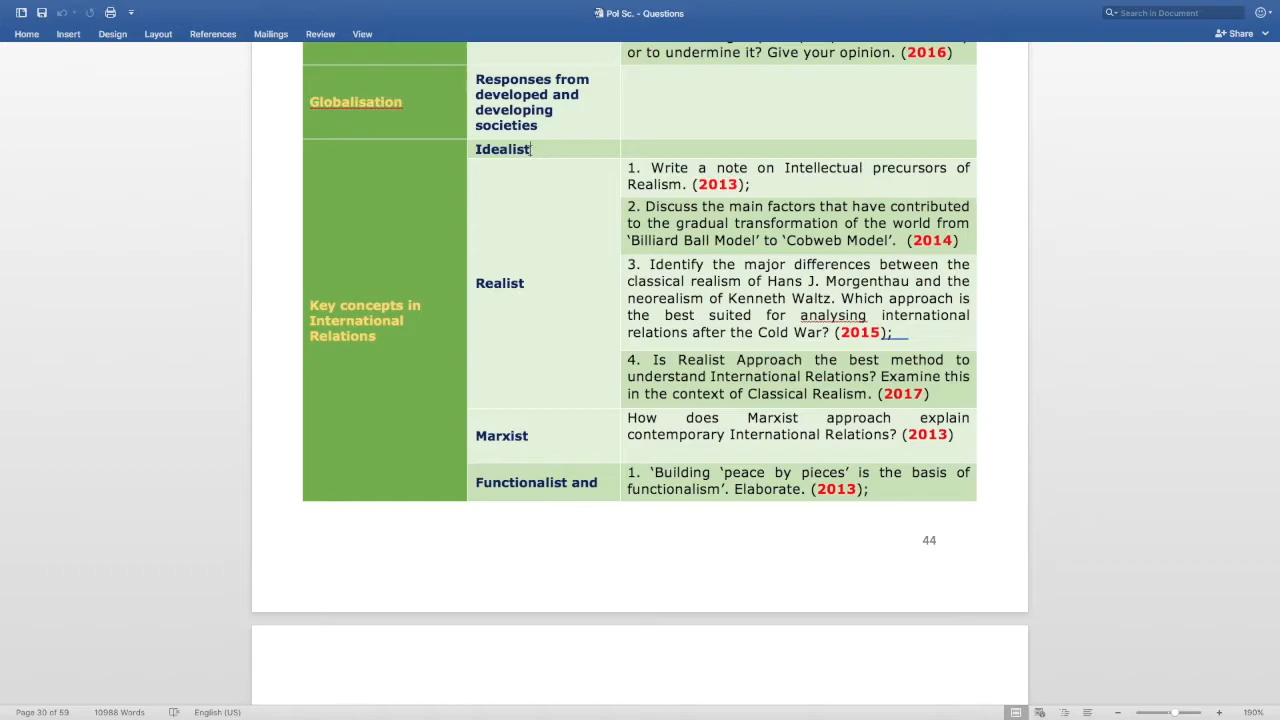 Pol Sc. - Questions
Search in Document
Home Insert Design Layout References Mailings Review View
Share
or to undermine it? Give your opinion. (2016)
Globalisation
Responses from
developed and
developing
societies
Key concepts in
International
Relations
Idealist
Realist
1. Write a note on Intellectual precursors of
Realism. (2013);
2. Discuss the main factors that have contributed
to the gradual transformation of the world from
‘Billiard Ball Model’ to ‘Cobweb Model’. (2014)
3. Identify the major differences between the
classical realism of Hans J. Morgenthau and the
neorealism of Kenneth Waltz. Which approach is
the best suited for analysing international
relations after the Cold War? (2015);
4. Is Realist Approach the best method to
understand International Relations? Examine this
in the context of Classical Realism. (2017)
Marxist
How does Marxist approach explain
contemporary International Relations? (2013)
Functionalist and
1. ‘Building ‘peace by pieces’ is the basis of
functionalism’. Elaborate. (2013);
44
Page 30 of 59 10988 Words English (US) 190%